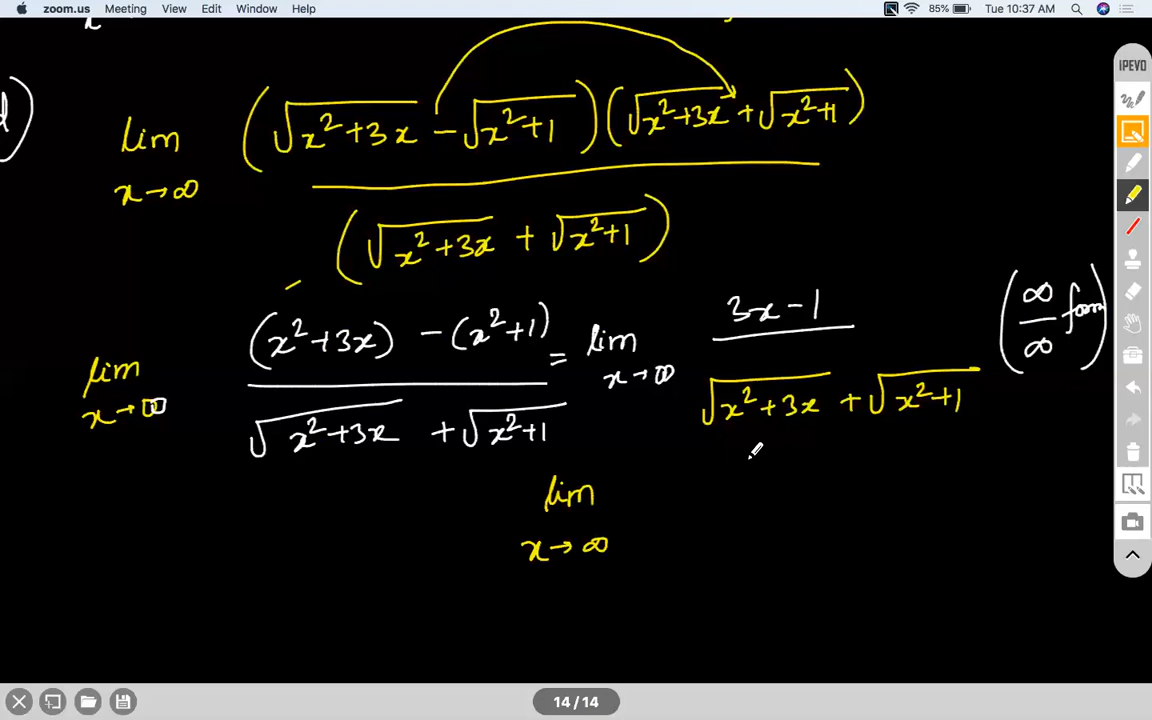 zoom.us Meeting View Edit Window Help 85% Tue 10:37 AM
x
IPEVO
d)
lim x→∞ (√(x²+3x) − √(x²+1)) (√(x²+3x) + √(x²+1))
(√(x²+3x) + √(x²+1))
lim x→∞ (x²+3x) − (x²+1) = lim x→∞ 3x−1 (∞/∞ form)
√(x²+3x) + √(x²+1) √(x²+3x) + √(x²+1)
lim
x→∞
14 / 14